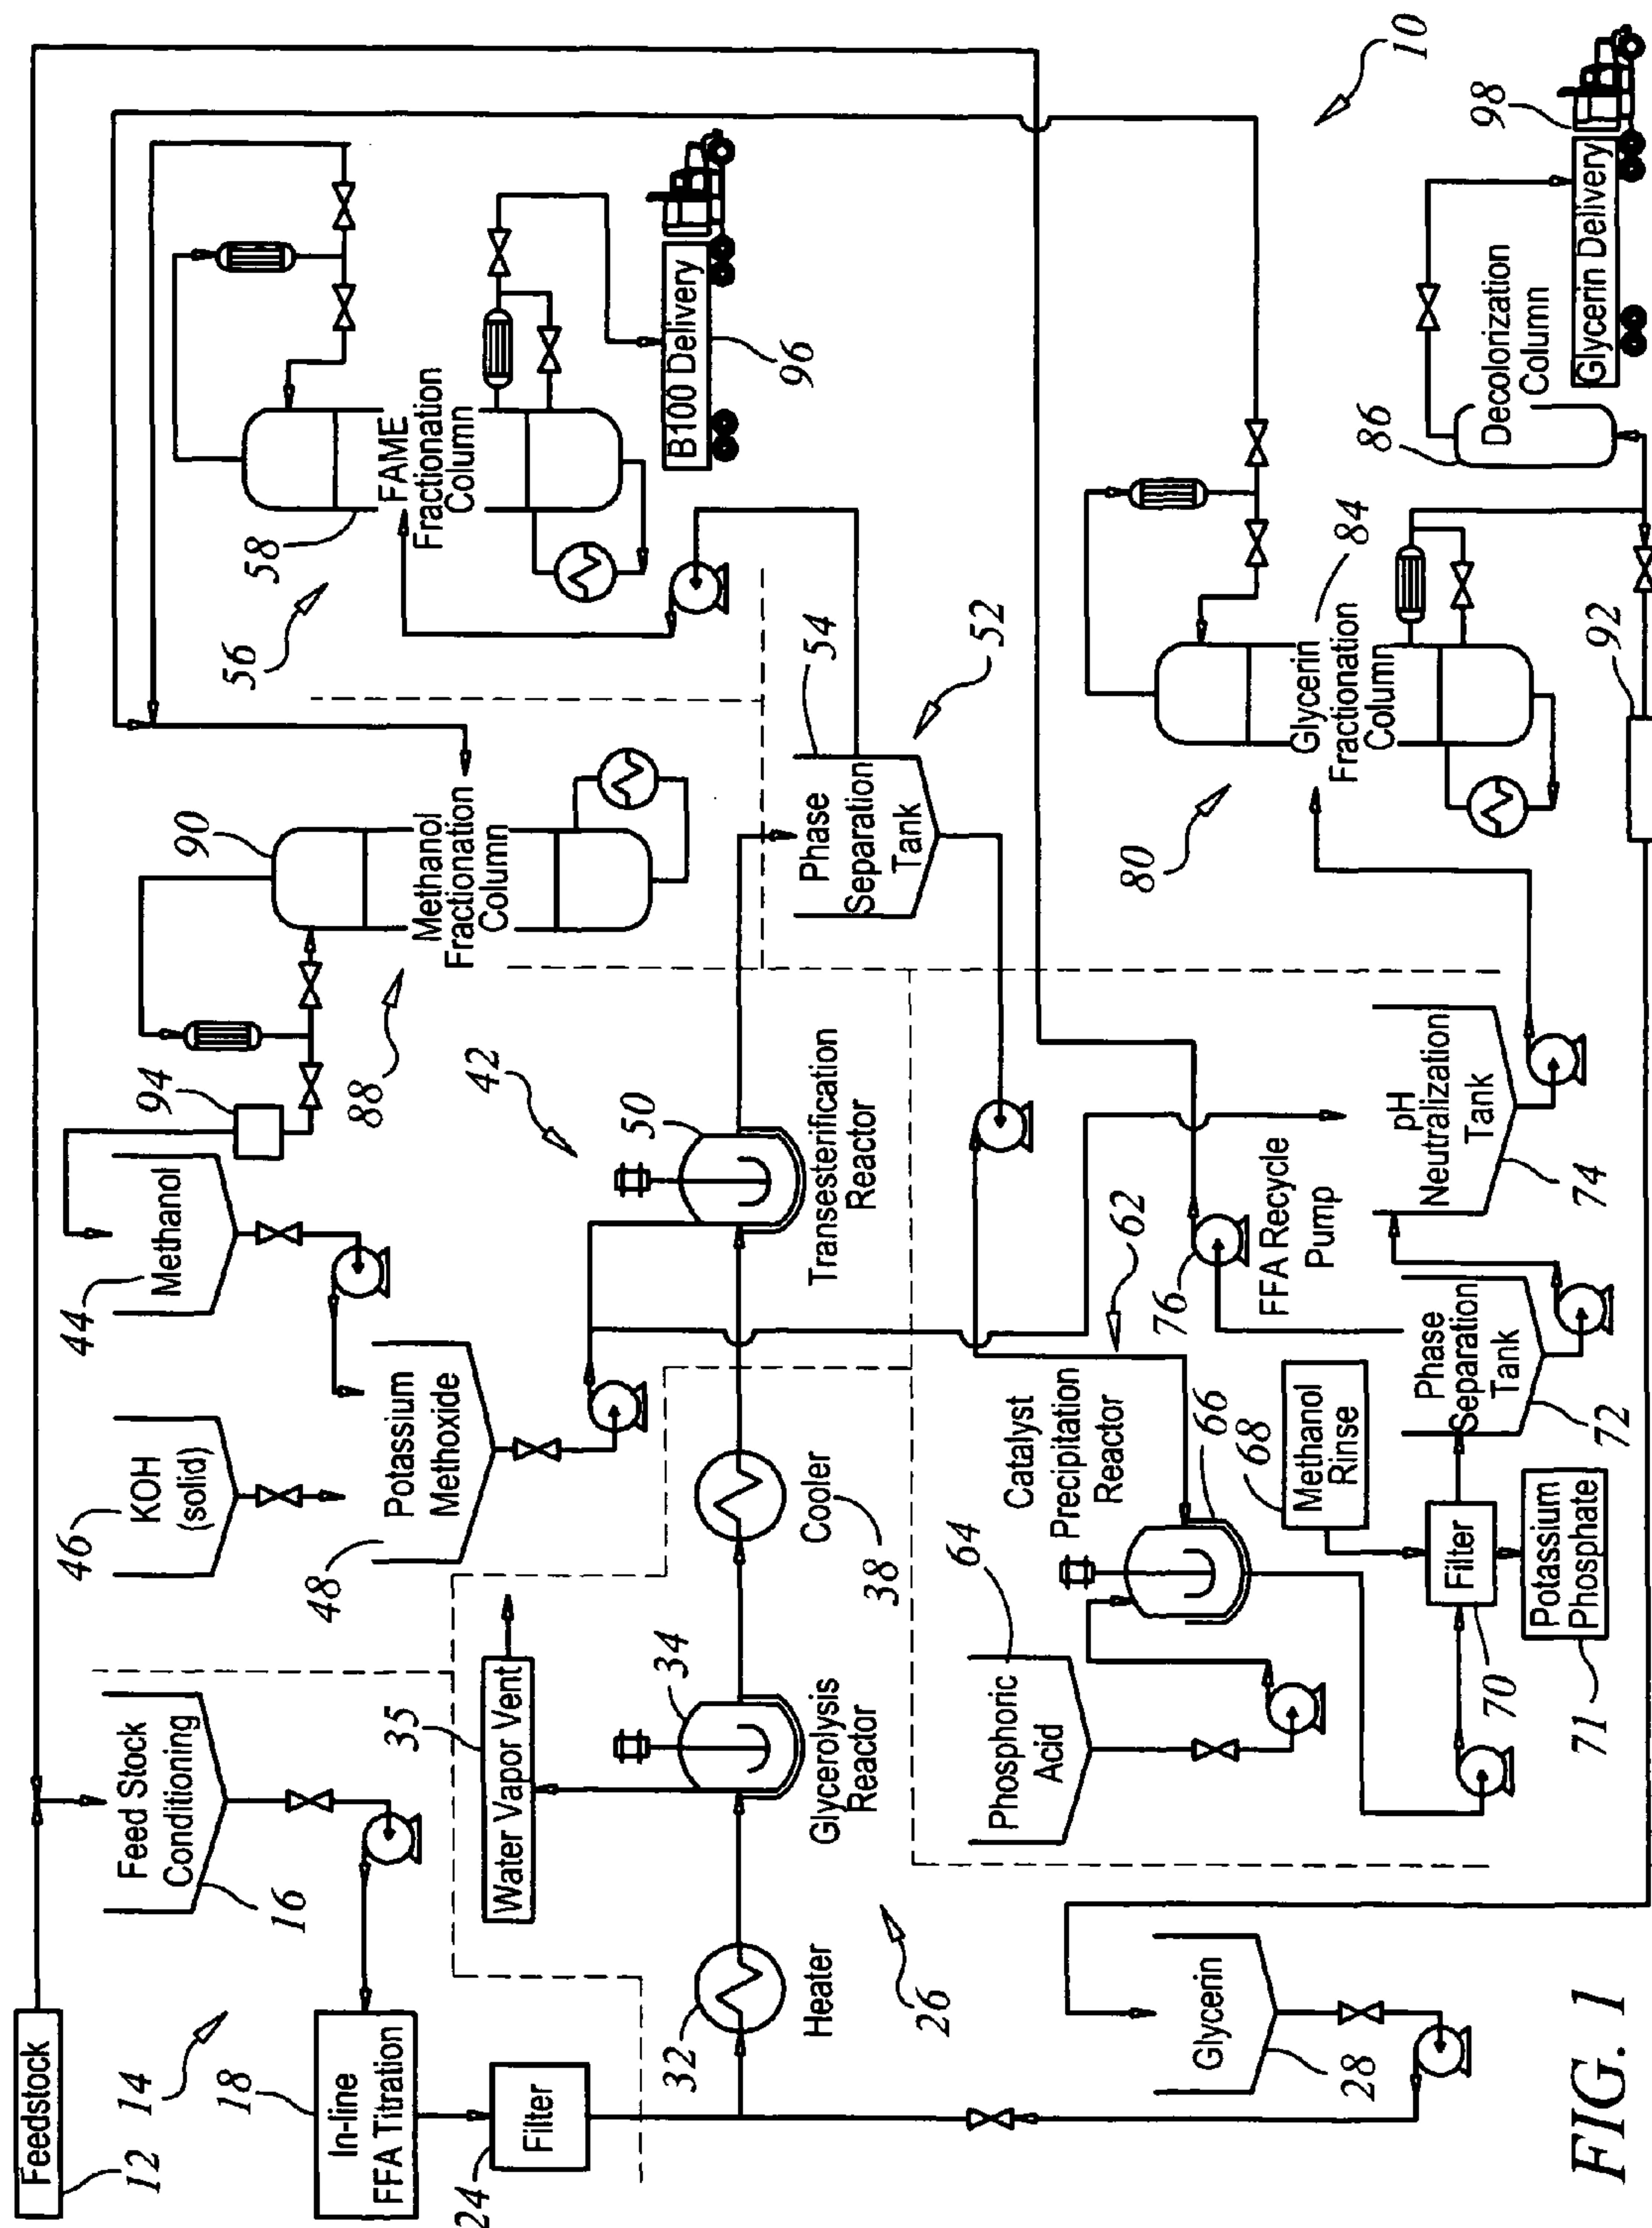 Feedstock
12
14
Feed Stock
Conditioning
16
In-line
FFA Titration
18
Filter
24
KOH
(solid)
46
Methanol
44
94
Potassium
Methoxide
48
88
90
Methanol
Fractionation
Column
56
58
FAME
Fractionation
Column
B100 Delivery
96
Water Vapor Vent
35
Heater
32
34
Glycerolysis
Reactor
26
Cooler
38
42
50
Transesterification
Reactor
Phase
Separation
Tank
54
52
Glycerin
28
Phosphoric
Acid
64
Catalyst
Precipitation
Reactor
66
62
68
Methanol
Rinse
Filter
70
Potassium
Phosphate
71
Phase
Separation
Tank
72
76
FFA Recycle
Pump
pH
Neutralization
Tank
74
80
Glycerin
Fractionation
Column
84
92
86
Decolorization
Column
Glycerin Delivery
98
10
FIG. 1